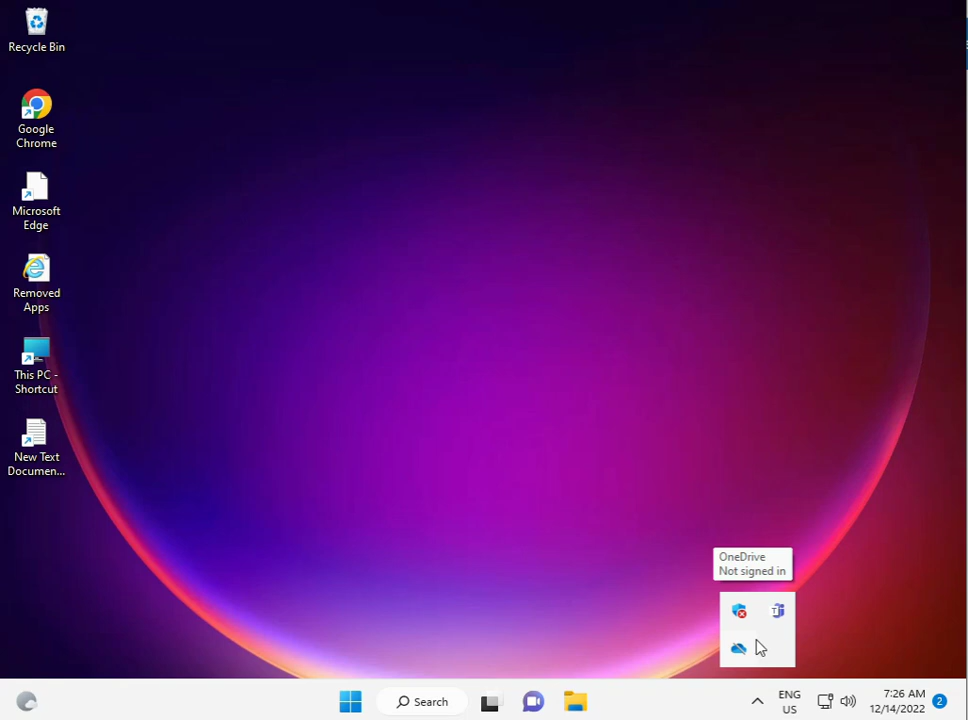 Recycle Bin
Google
Chrome
Microsoft
Edge
Removed
Apps
This PC -
Shortcut
New Text
Documen...
OneDrive
Not signed in
Search
ENG
US
7:26 AM
12/14/2022
2